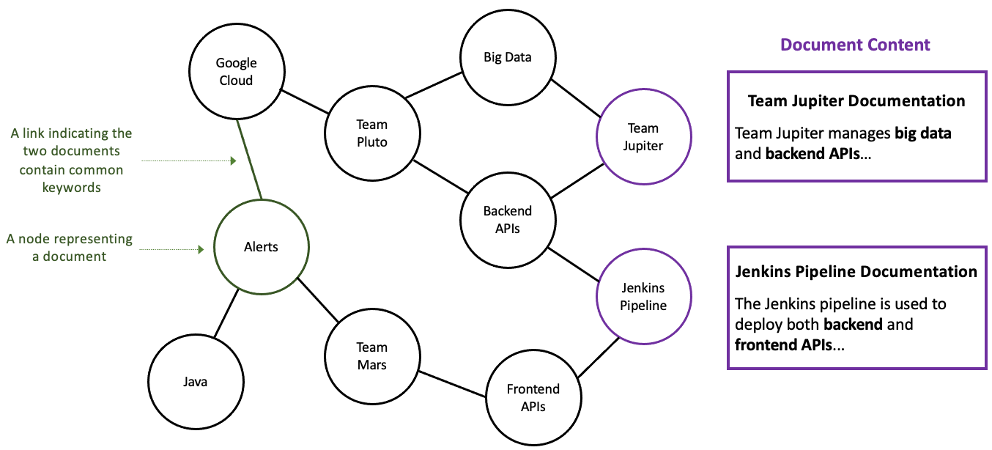 Document Content
Google
Cloud
Big Data
Team
Pluto
Team
Jupiter
Team Jupiter Documentation
Team Jupiter manages big data
and backend APIs...
A link indicating the
two documents
contain common
keywords
Backend
APIs
A node representing
a document
Alerts
Jenkins
Pipeline
Jenkins Pipeline Documentation
The Jenkins pipeline is used to
deploy both backend and
frontend APIs...
Java
Team
Mars
Frontend
APIs